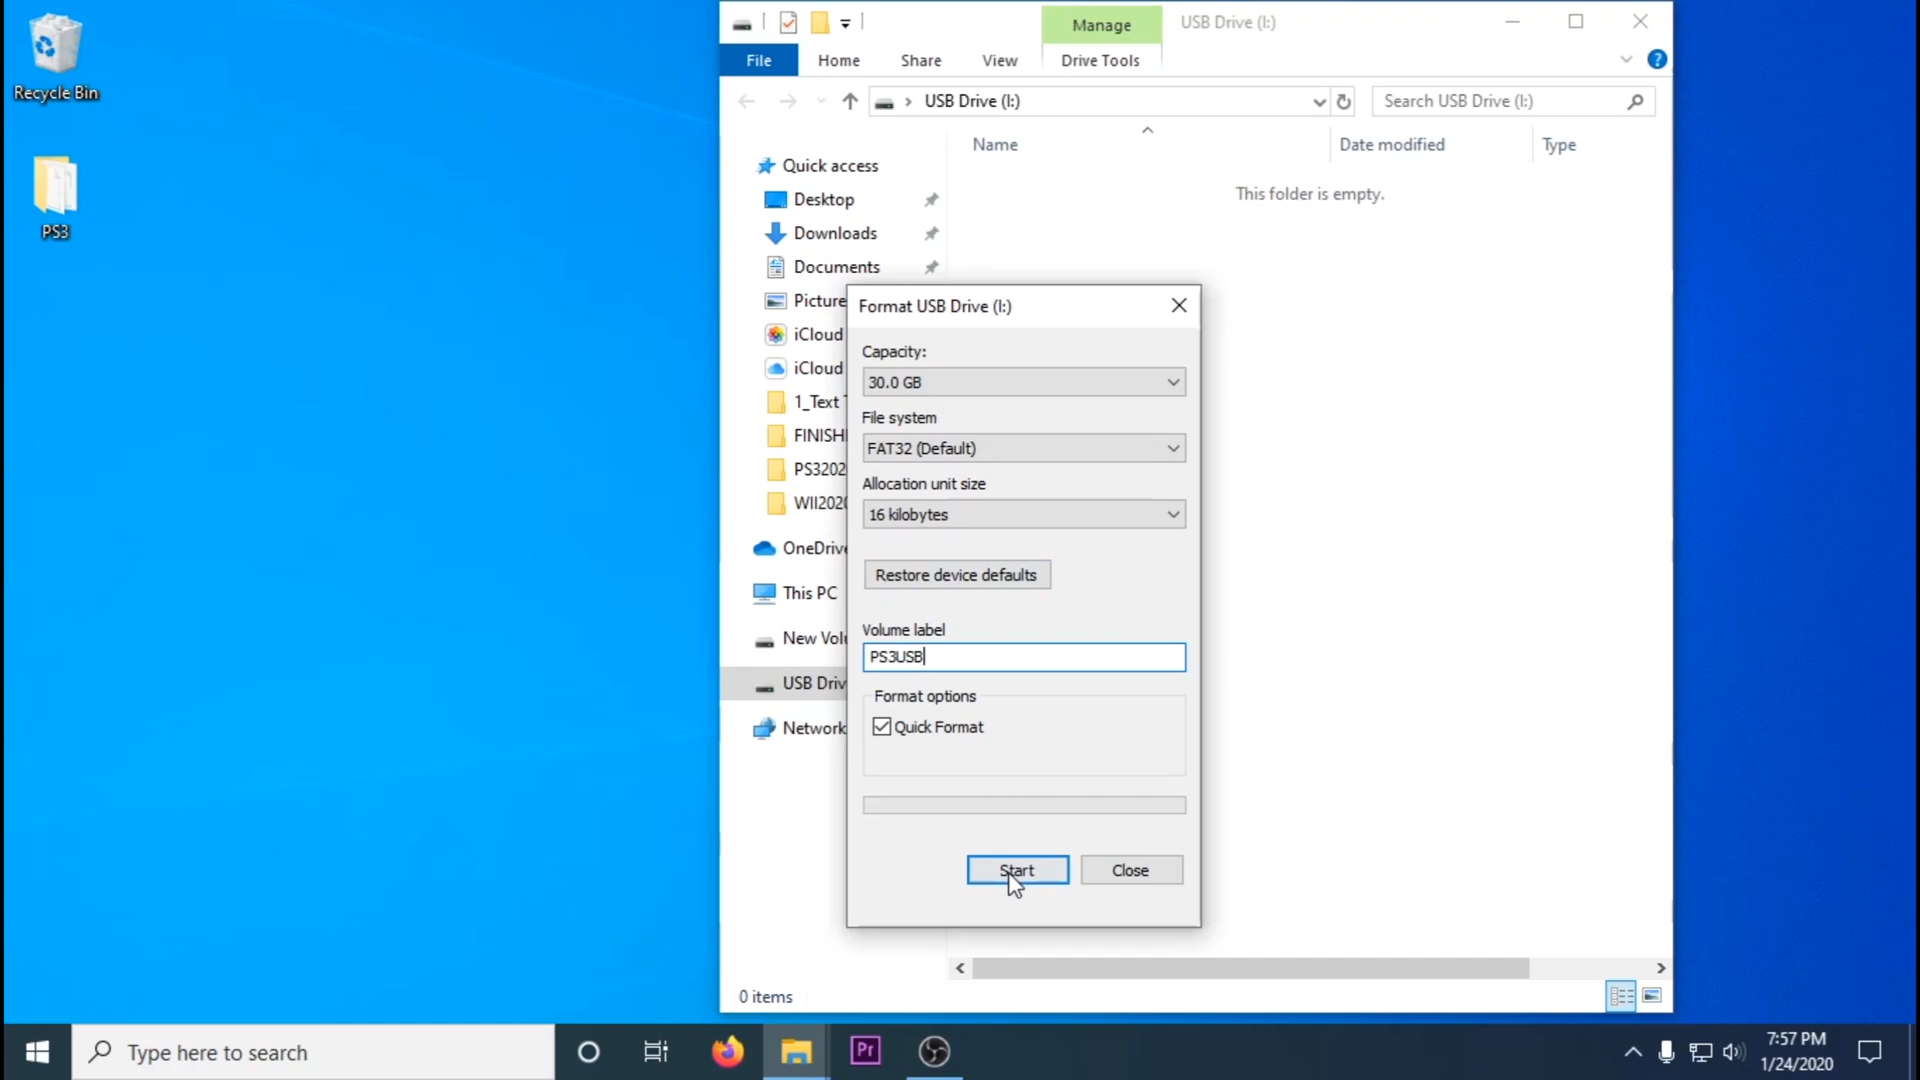 Recycle Bin
PS3
Manage
USB Drive (I:)
File
Home
Share
View
Drive Tools
USB Drive (I:)
Search USB Drive (I:)
Name
Date modified
Type
This folder is empty.
Quick access
Desktop
Downloads
Documents
Picture
iCloud
iCloud
1_Text
FINISH
PS3202
WII2020
OneDrive
This PC
New Volu
USB Driv
Network
Format USB Drive (I:)
Capacity:
30.0 GB
File system
FAT32 (Default)
Allocation unit size
16 kilobytes
Restore device defaults
Volume label
PS3USB
Format options
Quick Format
Start
Close
0 items
Type here to search
Pr
7:57 PM
1/24/2020